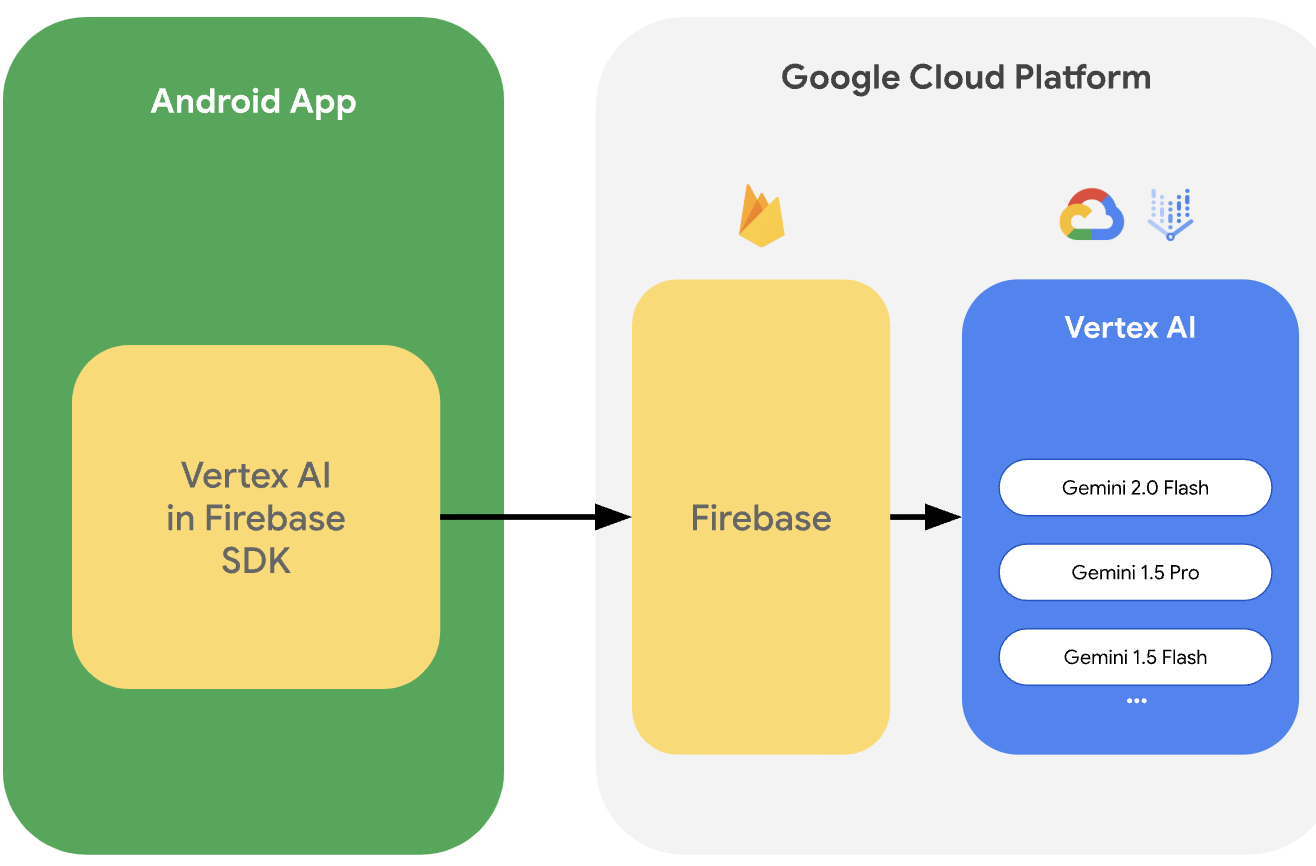 Android App
Vertex AI
in Firebase
SDK
Google Cloud Platform
Firebase
Vertex AI
Gemini 2.0 Flash
Gemini 1.5 Pro
Gemini 1.5 Flash
...